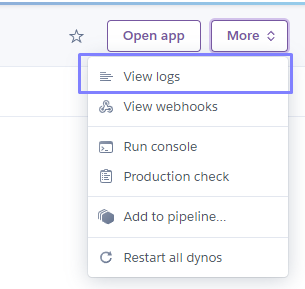 Open app
More
View logs
View webhooks
Run console
Production check
Add to pipeline...
Restart all dynos